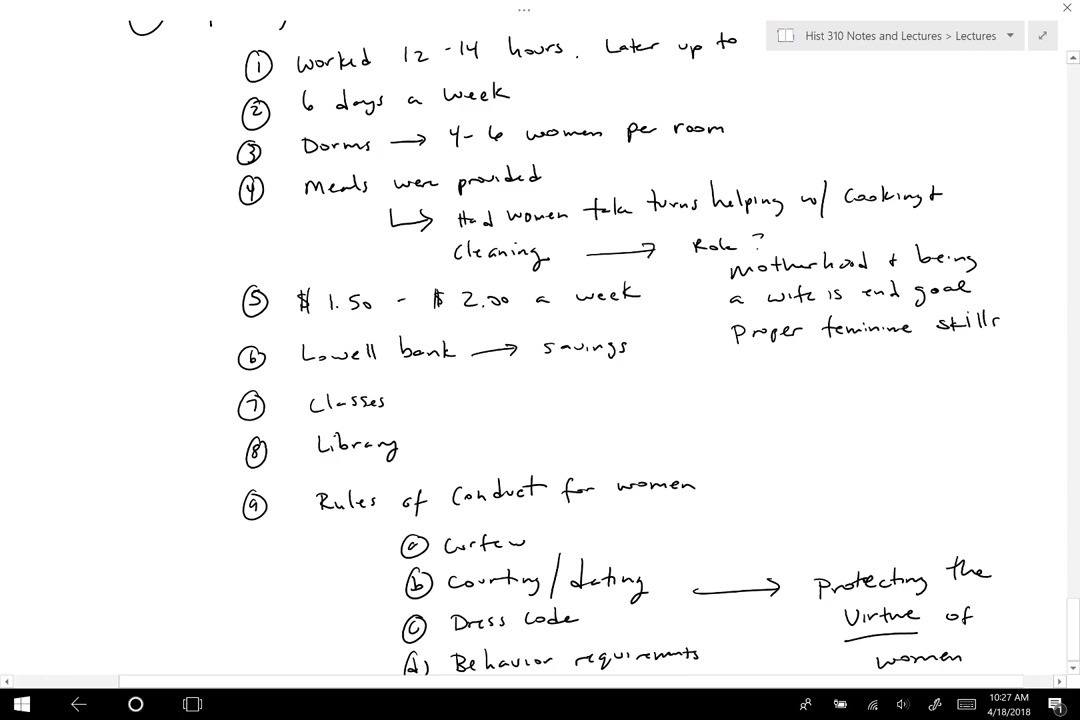 Hist 310 Notes and Lectures > Lectures
① Worked 12 - 14 hours. Later up to
② 6 days a week
③ Dorms → 4-6 women per room
④ Meals were provided
↳ Had women take turns helping w/ cooking +
cleaning → Role?
motherhood + being
a wife is end goal
Proper feminine skills
⑤ $ 1.50 - $ 2.00 a week
⑥ Lowell bank → savings
⑦ Classes
⑧ Library
⑨ Rules of Conduct for women
ⓐ Curfew
ⓑ Courting/dating → Protecting the
Virtue of
women
ⓒ Dress code
ⓓ Behavior requirements
10:27 AM
4/18/2018
1